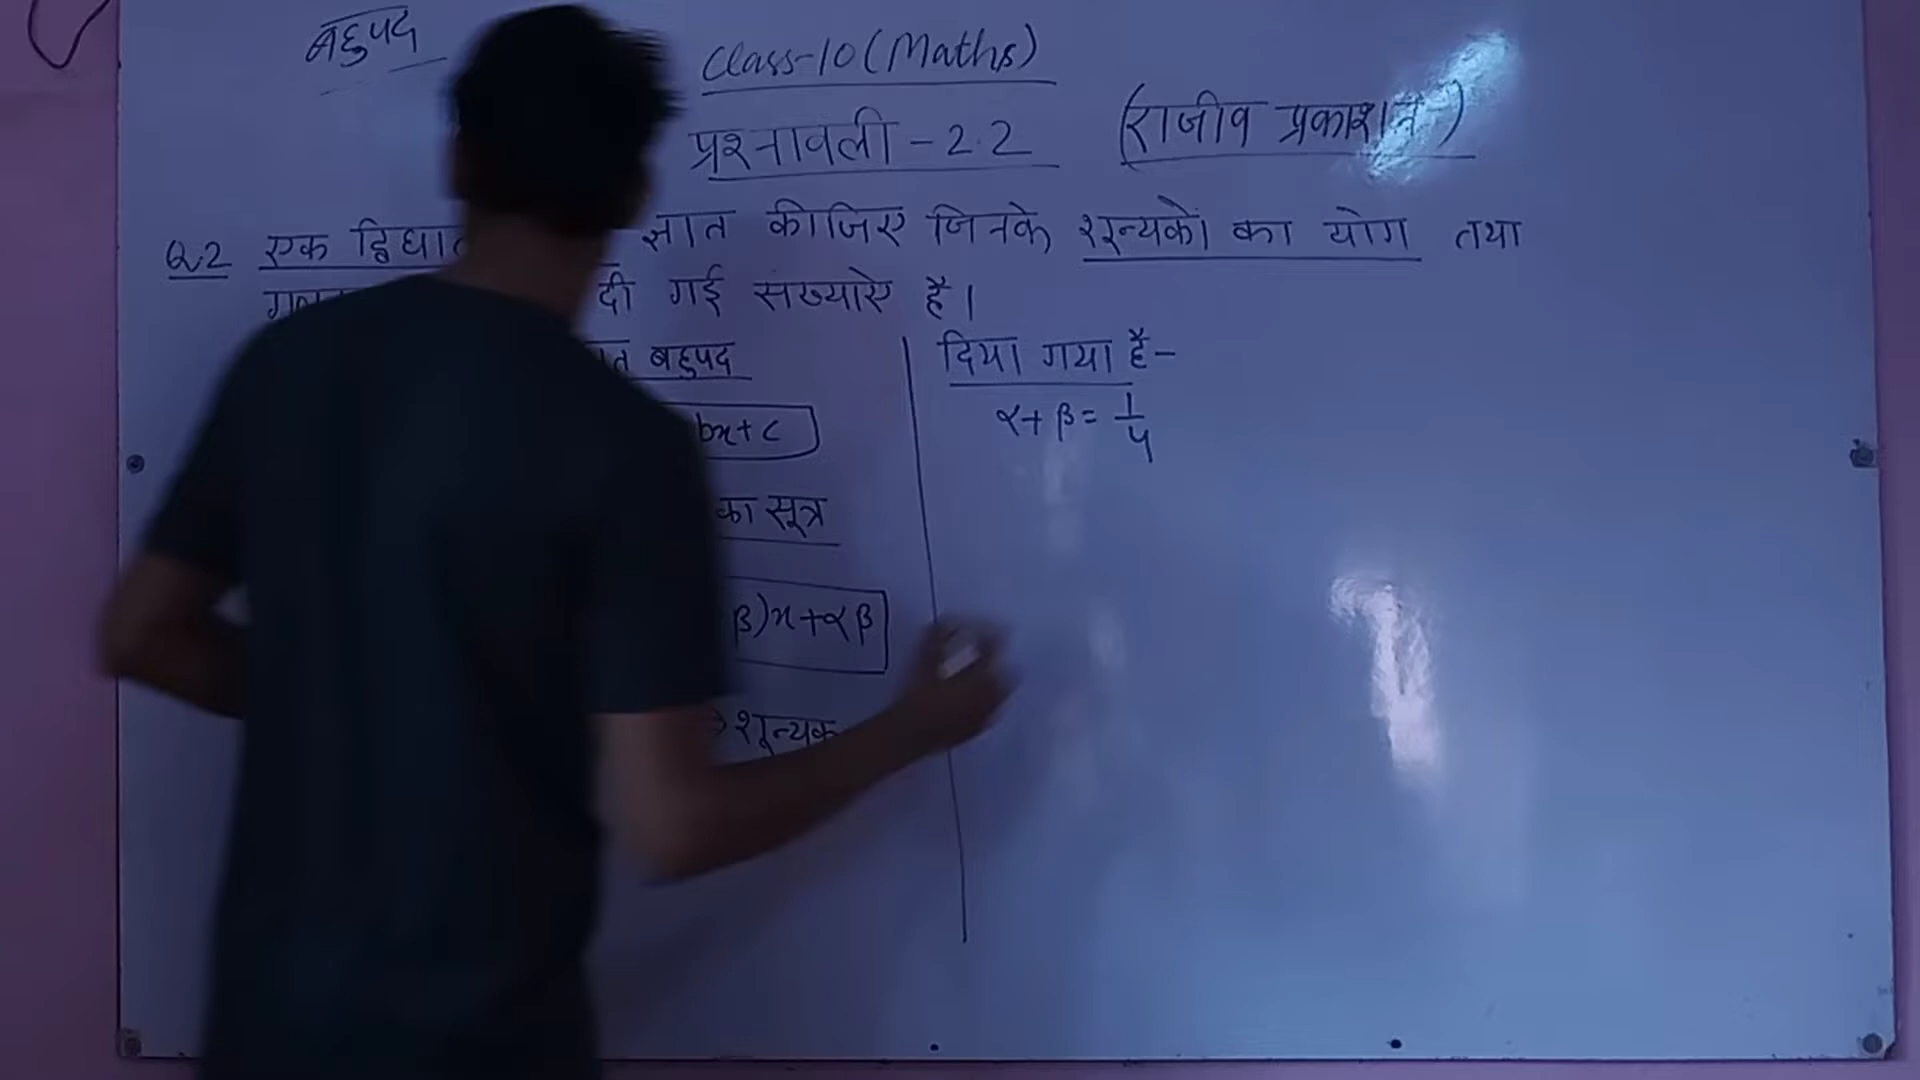 बहुपद
Class-10 (Maths)
प्रश्नावली - 2.2
(राजीव प्रकाशन)
Q.2 एक ज्ञात कीजिए जिनके शून्यकों का योग तथा
दी गई संख्याऐ है।
बहुपद
bx+c
का सूत्र
β)x+αβ
शून्यक
दिया गया है-
α+β= 1/4